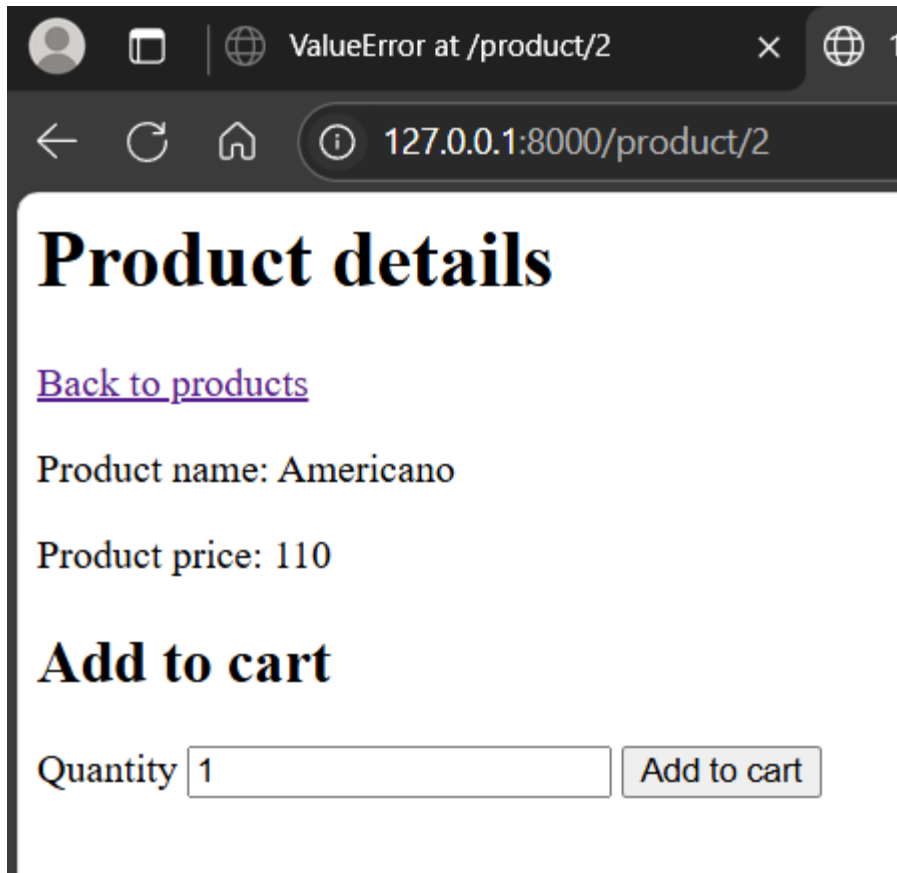 ValueError at /product/2
127.0.0.1:8000/product/2
Product details
Back to products
Product name: Americano
Product price: 110
Add to cart
Quantity 1 Add to cart